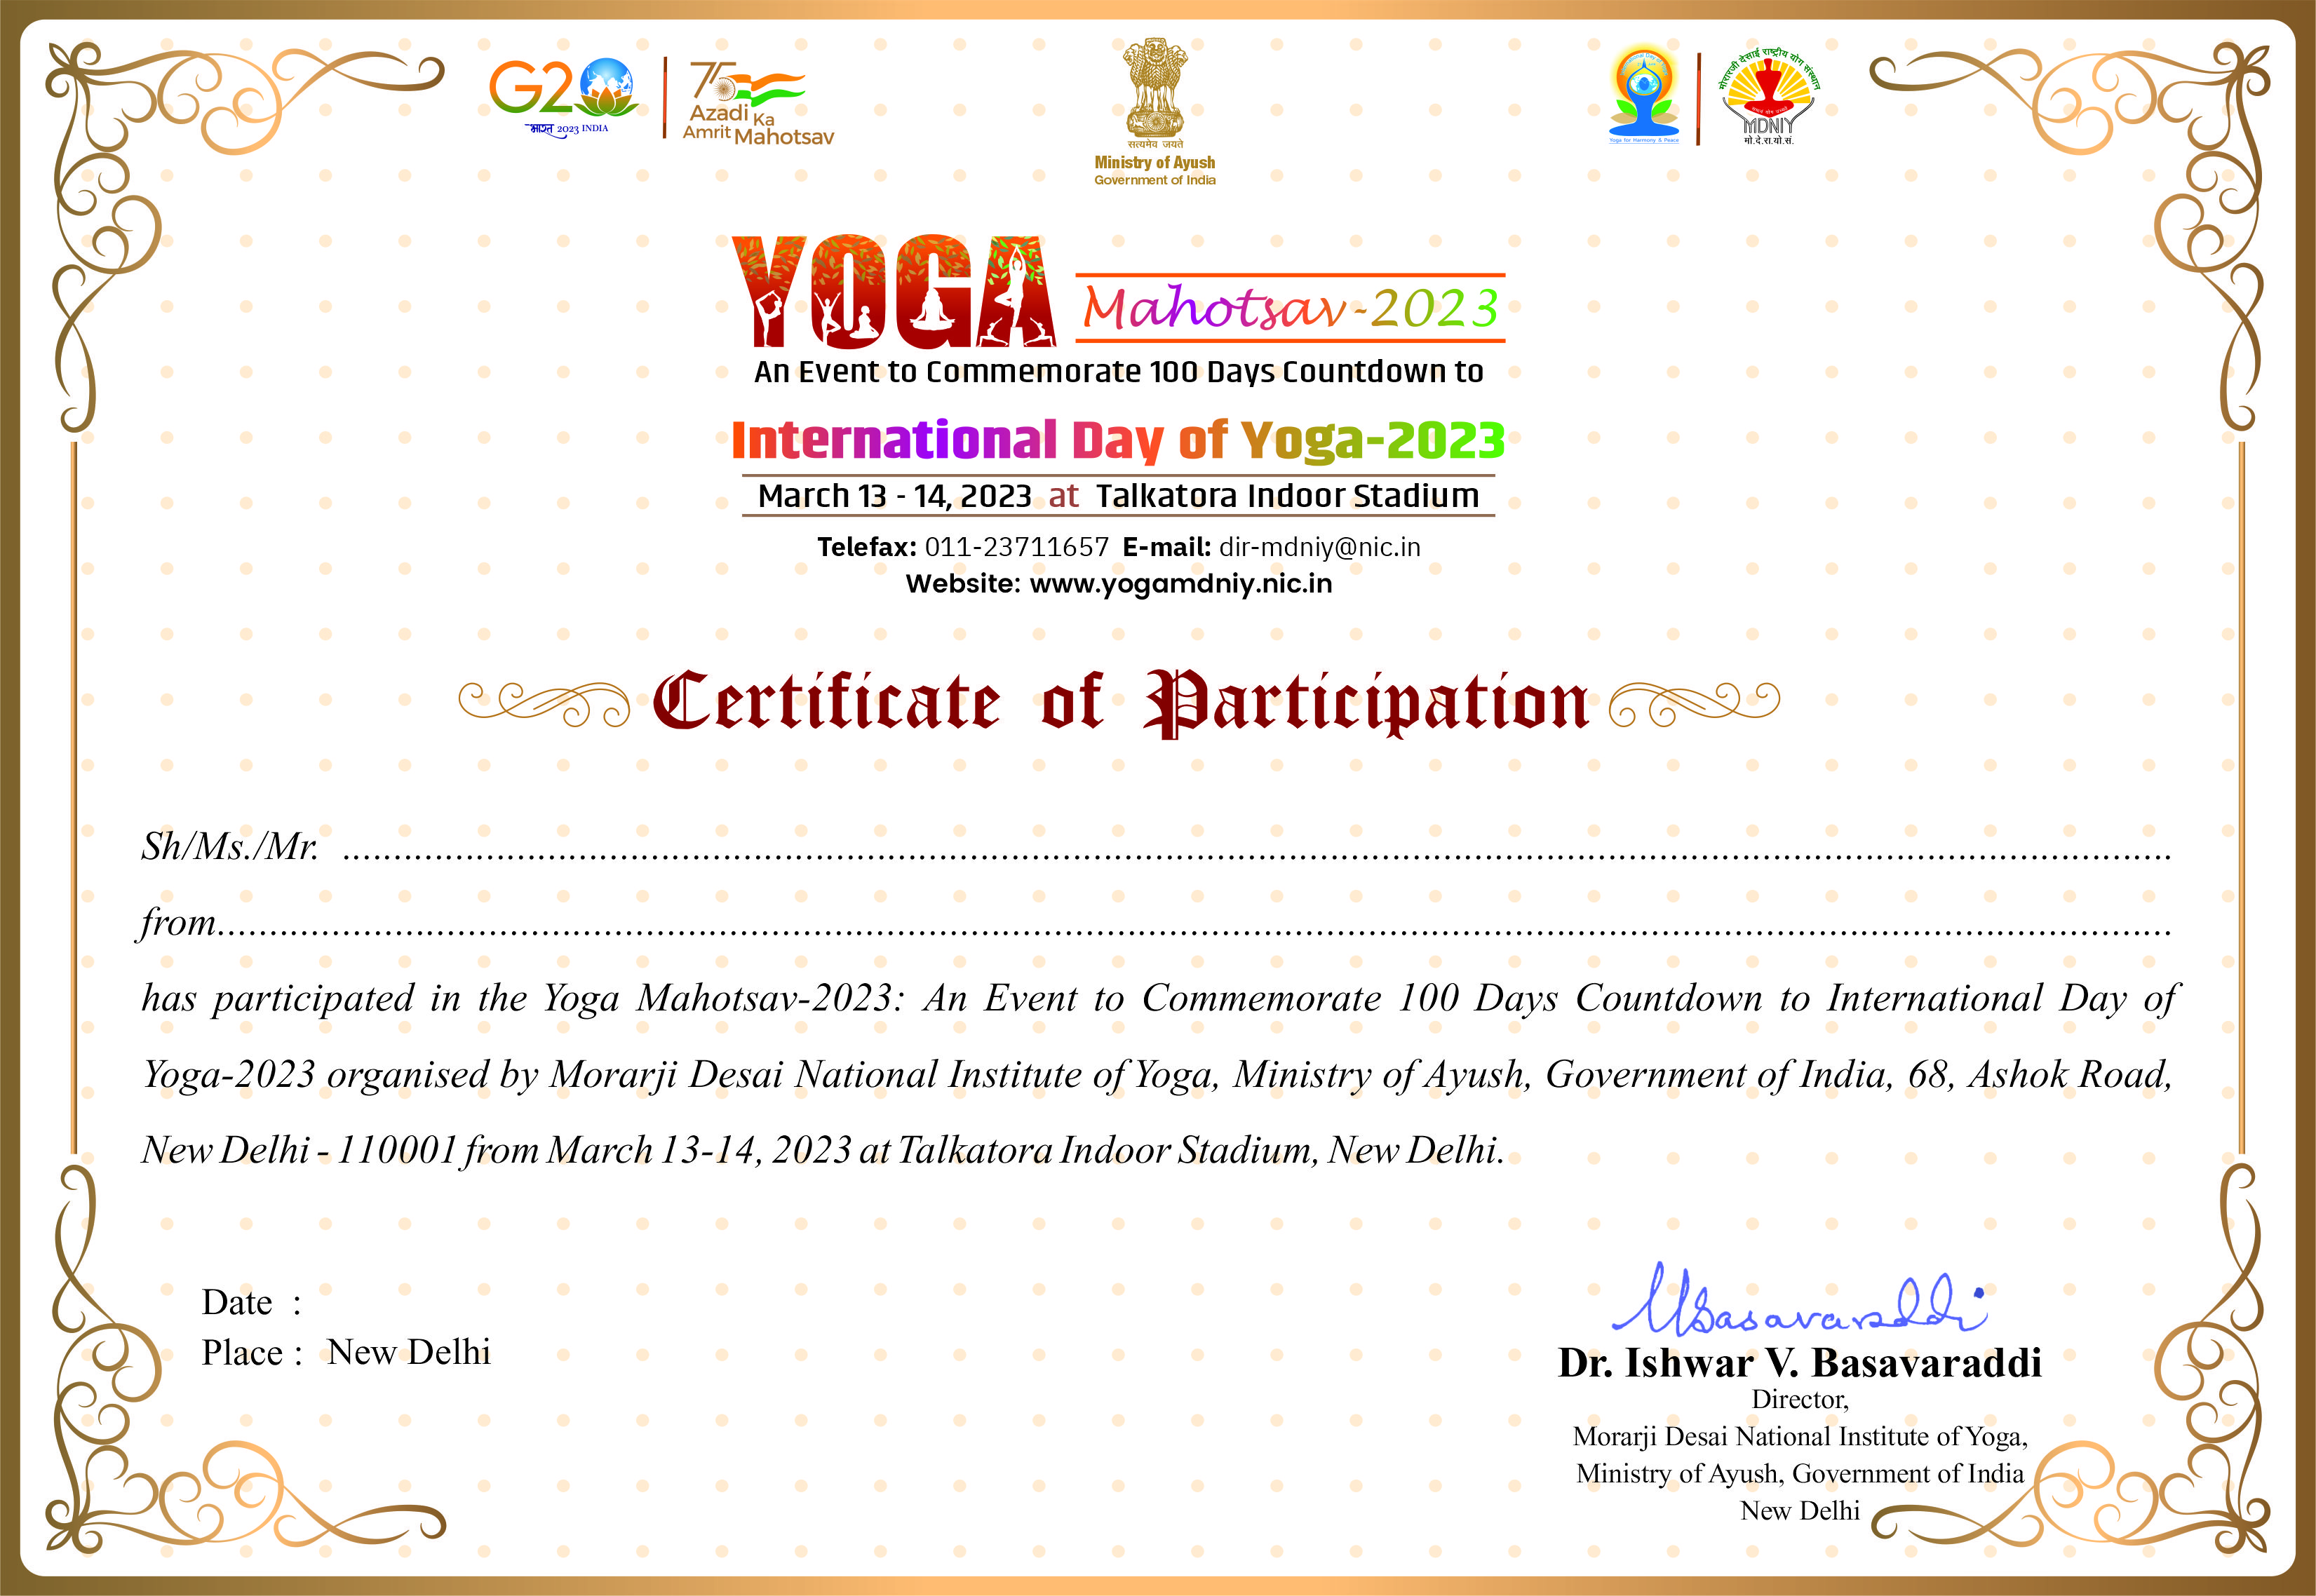 G20
भारत 2023 INDIA
75
Azadi Ka
Amrit Mahotsav
सत्यमेव जयते
Ministry of Ayush
Government of India
International Day of Yoga
Yoga for Harmony & Peace
मोरारजी देसाई राष्ट्रीय योग संस्थान
MDNIY
मो.दे.रा.यो.सं.
YOGA Mahotsav-2023
An Event to Commemorate 100 Days Countdown to
International Day of Yoga-2023
March 13 - 14, 2023 at Talkatora Indoor Stadium
Telefax: 011-23711657 E-mail: dir-mdniy@nic.in
Website: www.yogamdniy.nic.in
Certificate of Participation
Sh/Ms./Mr. ....................
from....................
has participated in the Yoga Mahotsav-2023: An Event to Commemorate 100 Days Countdown to International Day of
Yoga-2023 organised by Morarji Desai National Institute of Yoga, Ministry of Ayush, Government of India, 68, Ashok Road,
New Delhi - 110001 from March 13-14, 2023 at Talkatora Indoor Stadium, New Delhi.
Date :
Place : New Delhi
Basavaraddi
Dr. Ishwar V. Basavaraddi
Director,
Morarji Desai National Institute of Yoga,
Ministry of Ayush, Government of India
New Delhi